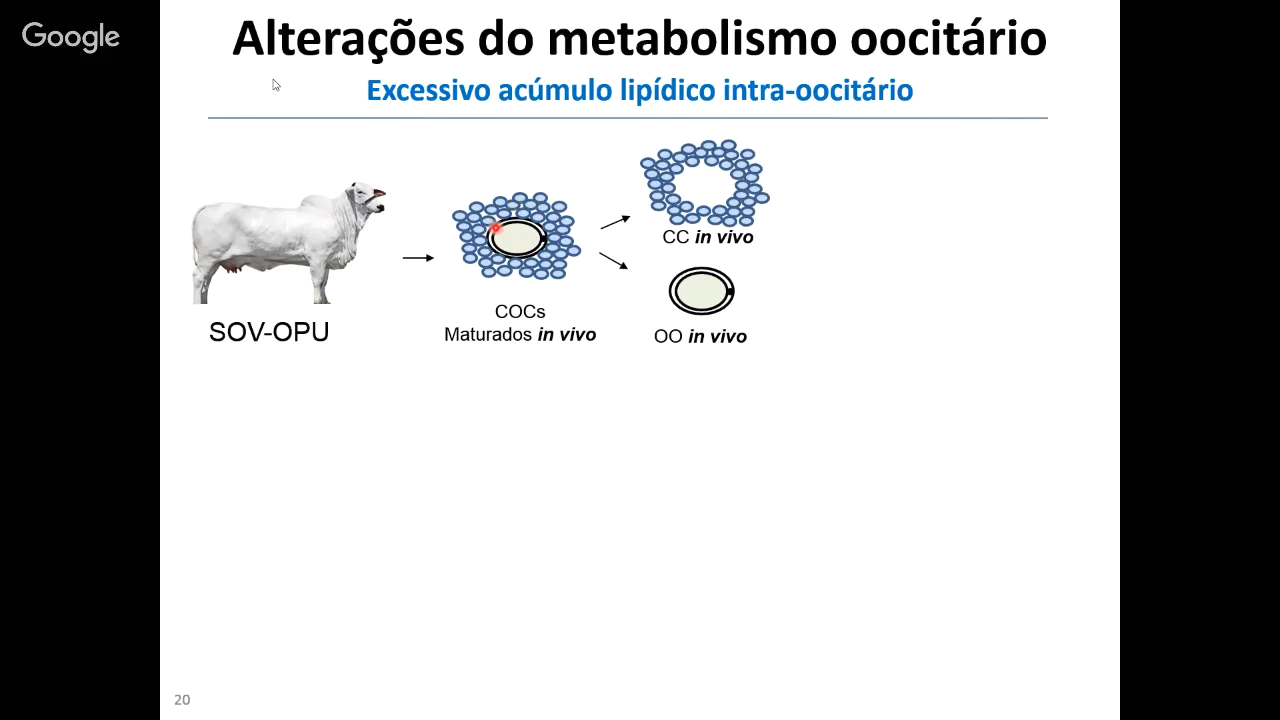 Google
Alterações do metabolismo oocitário
Excessivo acúmulo lipídico intra-oocitário
CC in vivo
COCs
Maturados in vivo
SOV-OPU
OO in vivo
20